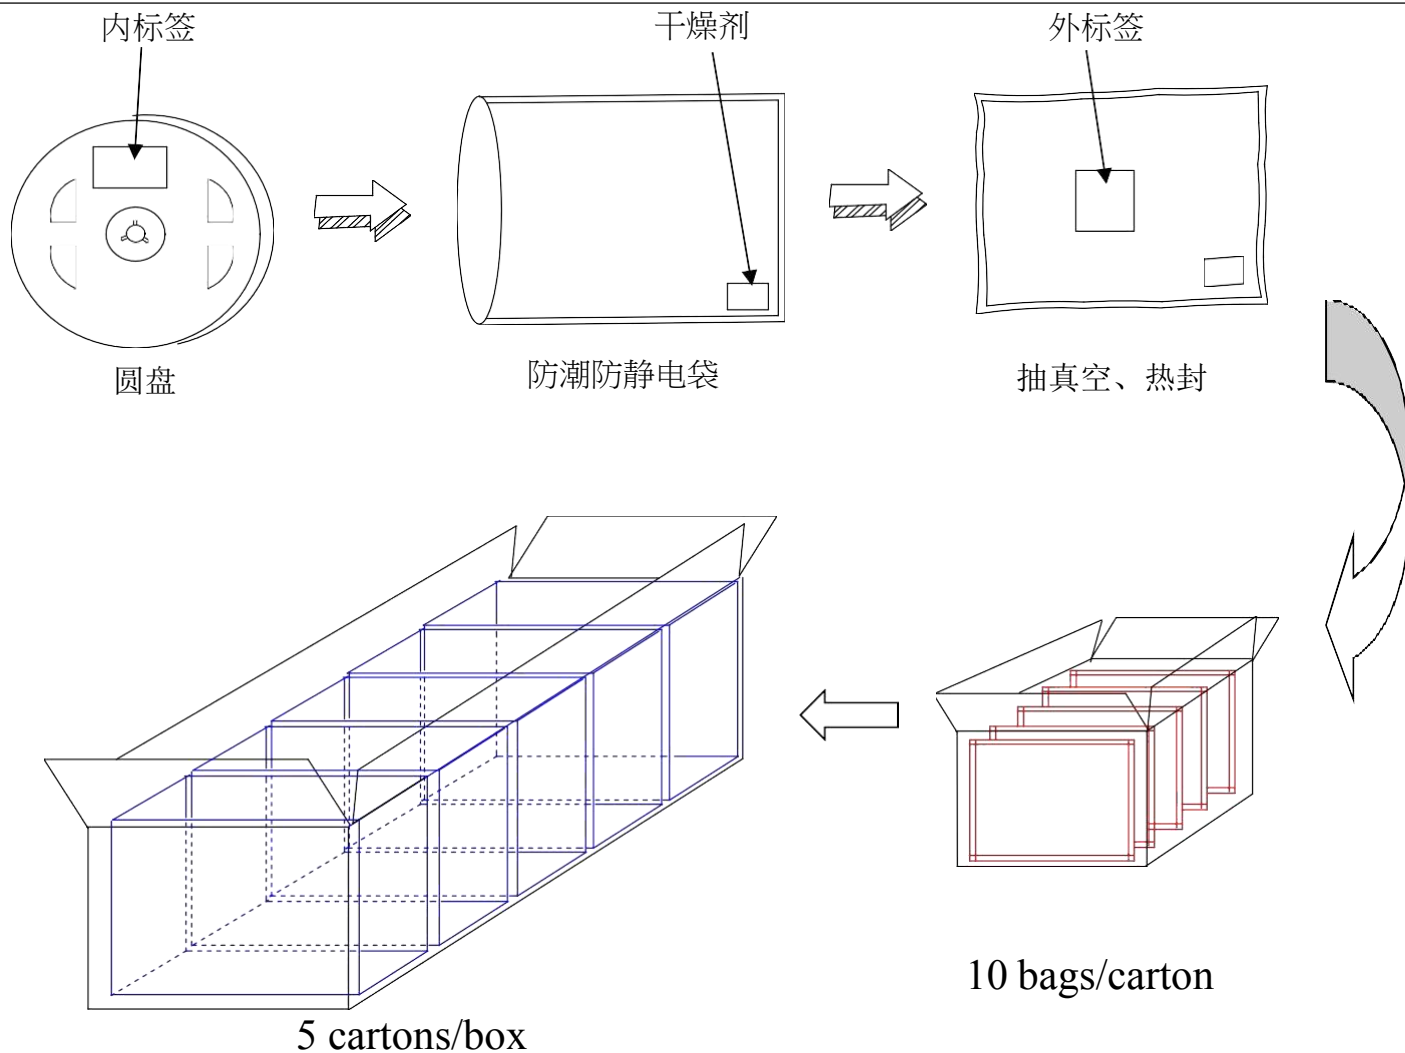 内标签
干燥剂
外标签
圆盘
防潮防静电袋
抽真空、热封
10 bags/carton
5 cartons/box